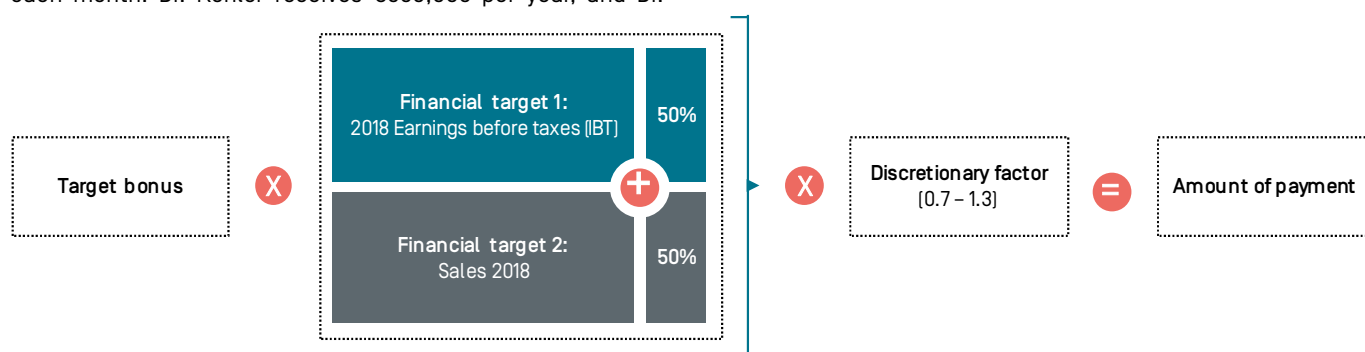 Financial target 1:
2018 Earnings before taxes (IBT)
50%
Target bonus
X
+
X
Discretionary factor
(0.7 – 1.3)
=
Amount of payment
Financial target 2:
Sales 2018
50%